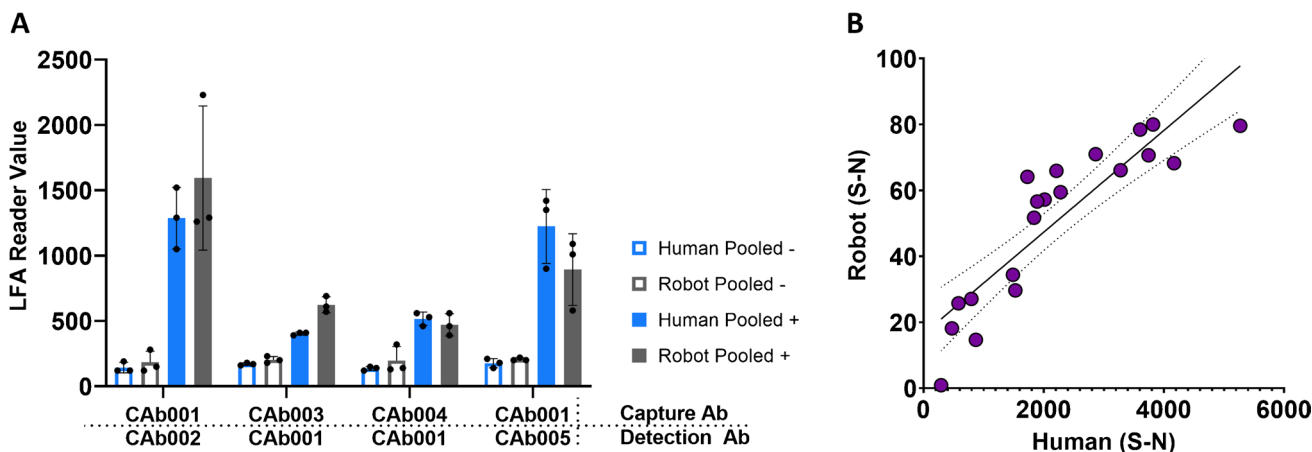 A
LFA Reader Value
2500
2000
1500
1000
500
0
CAb001 CAb003 CAb004 CAb001 Capture Ab
CAb002 CAb001 CAb001 CAb005 Detection Ab
Human Pooled -
Robot Pooled -
Human Pooled +
Robot Pooled +
B
Robot (S-N)
100
80
60
40
20
0
0 2000 4000 6000
Human (S-N)